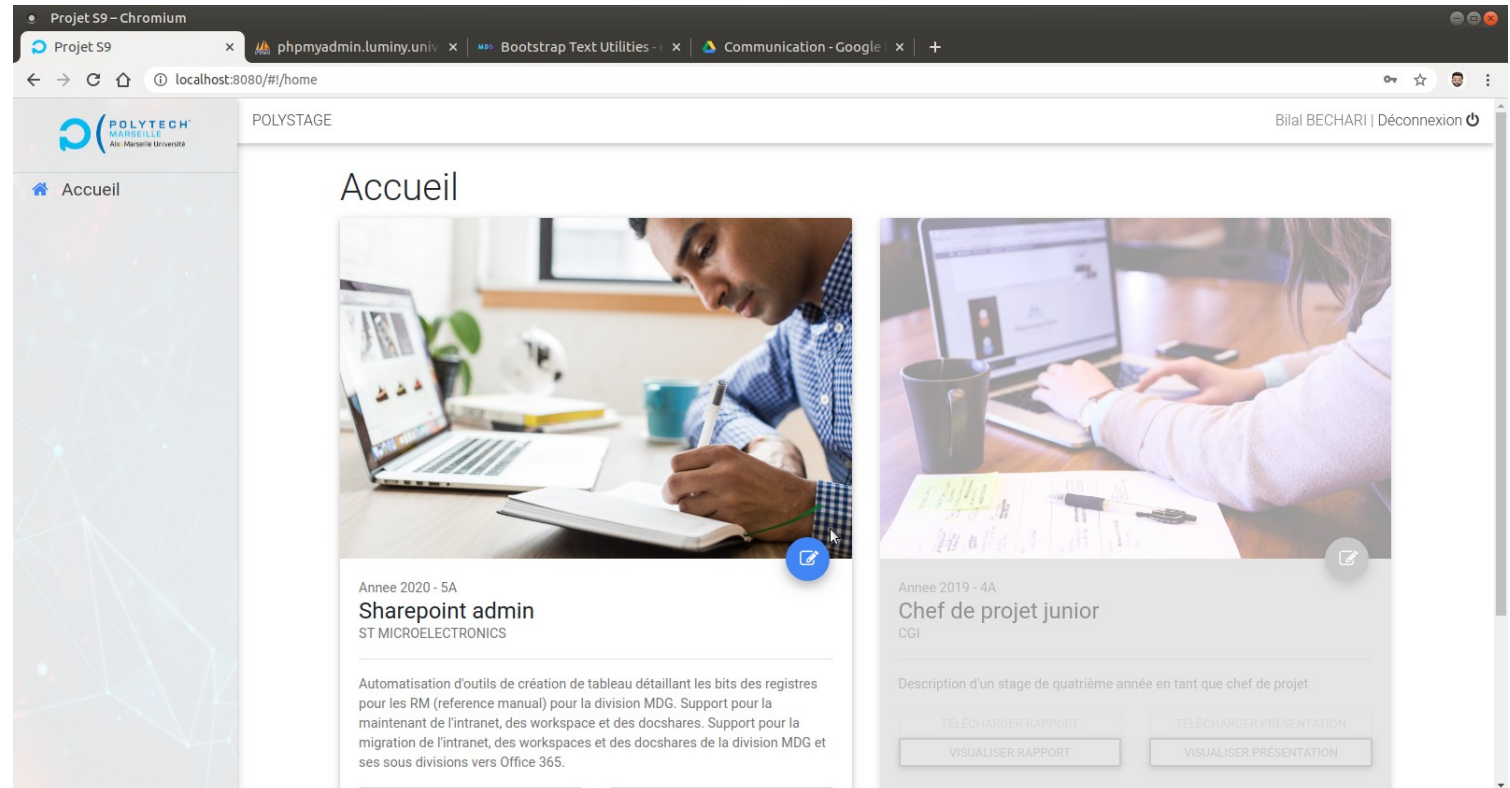 Projet S9 – Chromium
Projet S9
phpmyadmin.luminy.univ
Bootstrap Text Utilities - e
Communication - Google
localhost:8080/#!/home
POLYTECH
MARSEILLE
Aix-Marseille Université
POLYSTAGE
Bilal BECHARI | Déconnexion
Accueil
Accueil
Annee 2020 - 5A
Sharepoint admin
ST MICROELECTRONICS
Automatisation d'outils de création de tableau détaillant les bits des registres
pour les RM (reference manual) pour la division MDG. Support pour la
maintenant de l'intranet, des workspace et des docshares. Support pour la
migration de l'intranet, des workspaces et des docshares de la division MDG et
ses sous divisions vers Office 365.
Annee 2019 - 4A
Chef de projet junior
CGI
Description d'un stage de quatrième année en tant que chef de projet
TÉLÉCHARGER RAPPORT
TÉLÉCHARGER PRÉSENTATION
VISUALISER RAPPORT
VISUALISER PRÉSENTATION